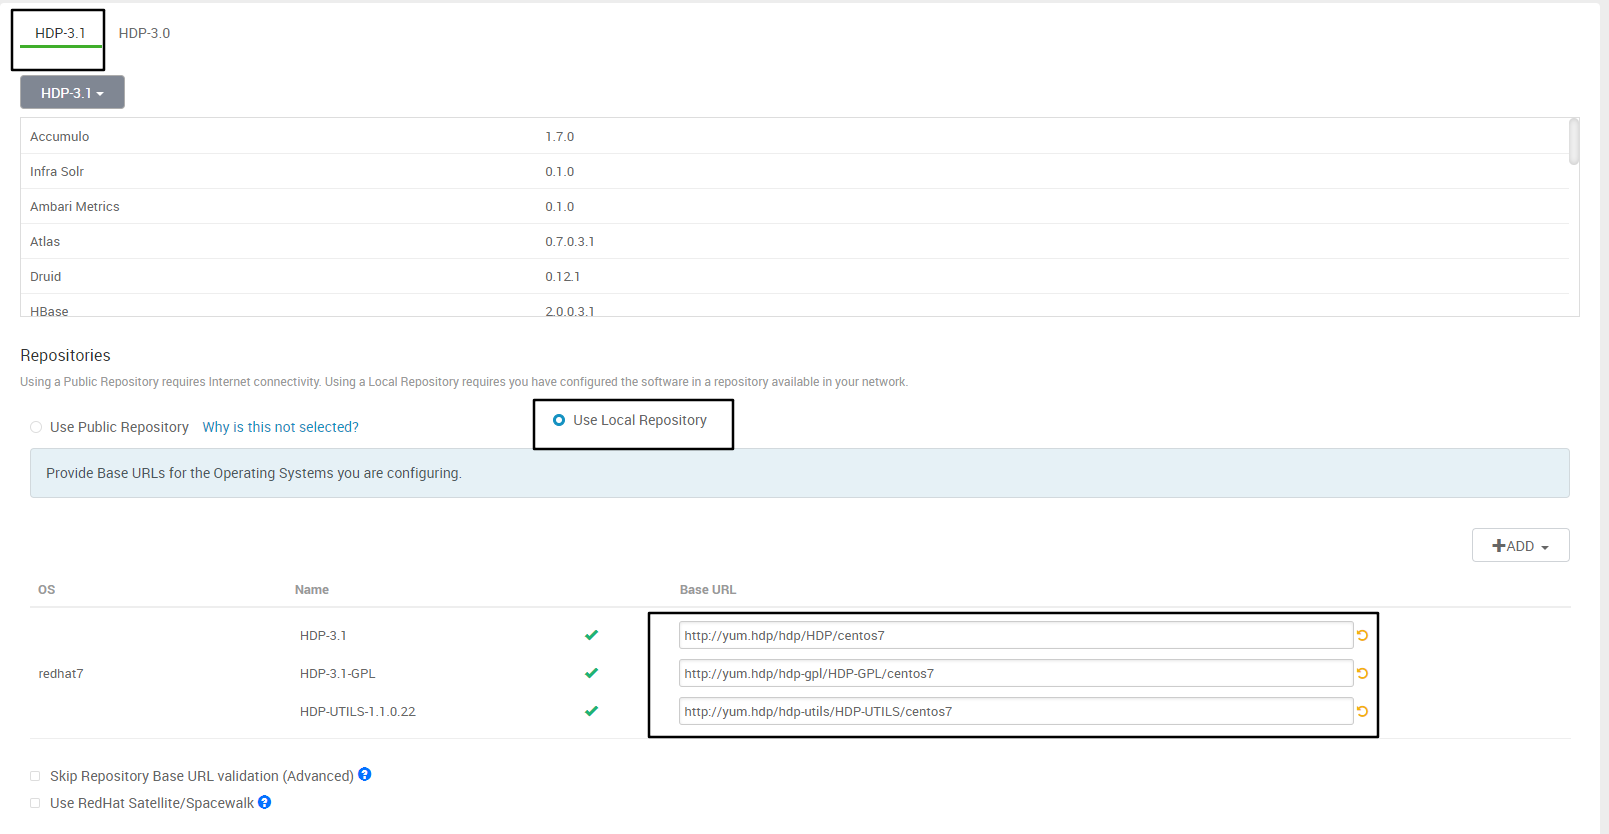 HDP-3.1 HDP-3.0
HDP-3.1
Accumulo 1.7.0
Infra Solr 0.1.0
Ambari Metrics 0.1.0
Atlas 0.7.0.3.1
Druid 0.12.1
HBase 2.0.0.3.1
Repositories
Using a Public Repository requires Internet connectivity. Using a Local Repository requires you have configured the software in a repository available in your network.
Use Public Repository Why is this not selected? Use Local Repository
Provide Base URLs for the Operating Systems you are configuring.
ADD
OS Name Base URL
HDP-3.1 http://yum.hdp/hdp/HDP/centos7
redhat7 HDP-3.1-GPL http://yum.hdp/hdp-gpl/HDP-GPL/centos7
HDP-UTILS-1.1.0.22 http://yum.hdp/hdp-utils/HDP-UTILS/centos7
Skip Repository Base URL validation (Advanced) ?
Use RedHat Satellite/Spacewalk ?